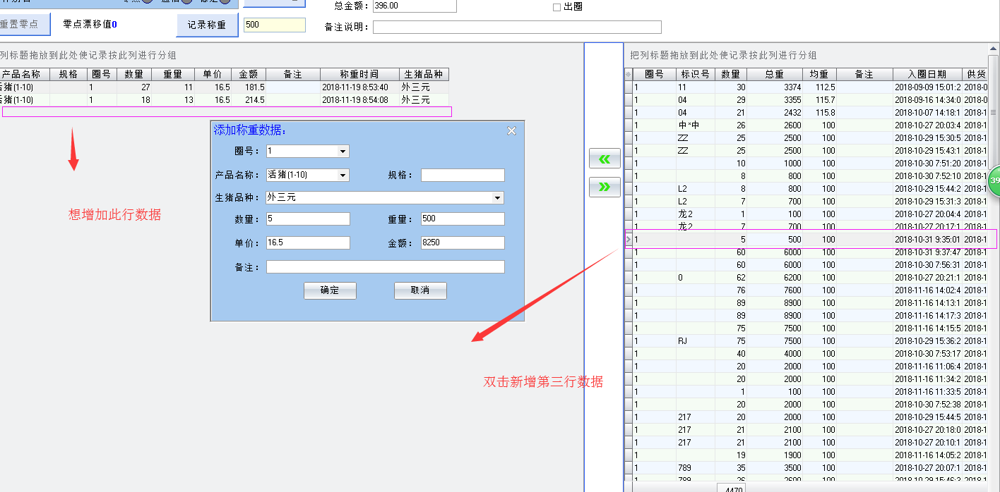 总金额： 396.00
出圈
重置零点 零点漂移值0 记录称重 500
备注说明：
列标题拖放到此处使记录按此列进行分组
产品名称 规格 圈号 数量 重量 单价 金额 备注 称重时间 生猪品种
活猪(1-10) 1 27 11 16.5 181.5 2018-11-19 8:53:40 外三元
活猪(1-10) 1 18 13 16.5 214.5 2018-11-19 8:54:08 外三元
想增加此行数据
添加称重数据：
圈号： 1
产品名称： 活猪(1-10) 规格：
生猪品种： 外三元
数量： 5 重量： 500
单价： 16.5 金额： 8250
备注：
确定 取消
双击新增第三行数据
把列标题拖放到此处使记录按此列进行分组
圈号 标识号 数量 总重 均重 备注 入圈日期 供货
1 11 30 3374 112.5 2018-09-09 15:01:2 2018-0
1 04 29 3355 115.7 2018-09-16 14:34:0 2018-0
1 04 21 2432 115.8 2018-10-07 14:18:1 2018-1
1 中*中 26 2600 100 2018-10-27 20:03:4 2018-1
1 ZZ 25 2500 100 2018-10-29 15:30:5 2018-1
1 ZZ 25 2500 100 2018-10-29 15:43:1 2018-1
1 10 1000 100 2018-10-30 7:51:20 2018-1
1 8 800 100 2018-10-30 7:52:10 2018-1
1 L2 8 800 100 2018-10-29 15:44:2 2018-1
1 L2 7 700 100 2018-10-29 15:31:3 2018-1
1 龙2 1 100 100 2018-10-27 20:04:4 2018-1
1 龙2 7 700 100 2018-10-27 20:17:1 2018-1
1 5 500 100 2018-10-31 9:35:01 2018-1
1 60 6000 100 2018-10-31 9:37:47 2018-1
1 60 6000 100 2018-10-30 7:56:31 2018-1
1 0 62 6200 100 2018-10-27 20:21:1 2018-1
1 76 7600 100 2018-11-16 14:02:4 2018-1
1 89 8900 100 2018-11-16 14:13:1 2018-1
1 89 8900 100 2018-11-16 14:17:3 2018-1
1 75 7500 100 2018-11-16 14:15:5 2018-1
1 RJ 75 7500 100 2018-10-29 15:36:2 2018-1
1 40 4000 100 2018-10-30 7:53:17 2018-1
1 20 2000 100 2018-11-16 11:06:4 2018-1
1 20 2000 100 2018-11-16 11:34:2 2018-1
1 1 100 100 2018-11-16 11:33:5 2018-1
1 20 2000 100 2018-10-30 7:52:38 2018-1
1 217 20 2000 100 2018-10-29 15:44:5 2018-1
1 217 21 2100 100 2018-10-27 20:18:0 2018-1
1 217 21 2100 100 2018-10-27 20:10:1 2018-1
1 19 1900 100 2018-11-16 14:05:2 2018-1
1 789 35 3500 100 2018-10-27 20:07:1 2018-1
1 789 26 2600 100 2018-10-29 15:46:3 2018-1
4470
39